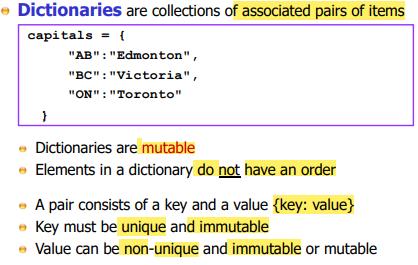 Dictionaries are collections of associated pairs of items
capitals = {
"AB":"Edmonton",
"BC":"Victoria",
"ON":"Toronto"
}
Dictionaries are mutable
Elements in a dictionary do not have an order
A pair consists of a key and a value {key: value}
Key must be unique and immutable
Value can be non-unique and immutable or mutable